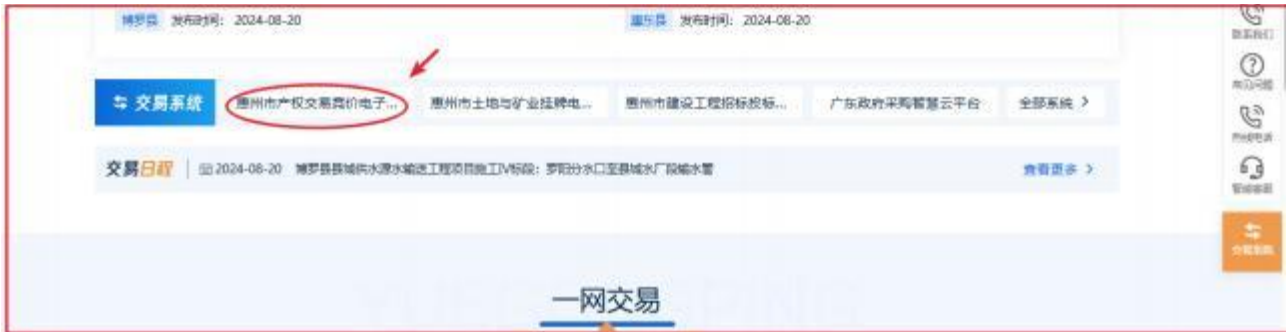 博罗县 发布时间: 2024-08-20
惠东县 发布时间: 2024-08-20
交易系统
惠州市产权交易竞价电子...
惠州市土地与矿业挂牌电...
惠州市建设工程招标投标...
广东政府采购智慧云平台
全部系统 >
交易日程
2024-08-20 博罗县县城供水源水输送工程项目施工IV标段: 罗阳分水口至县城水厂段输水管
查看更多 >
一网交易
联系我们
常见问题
热线电话
智能客服